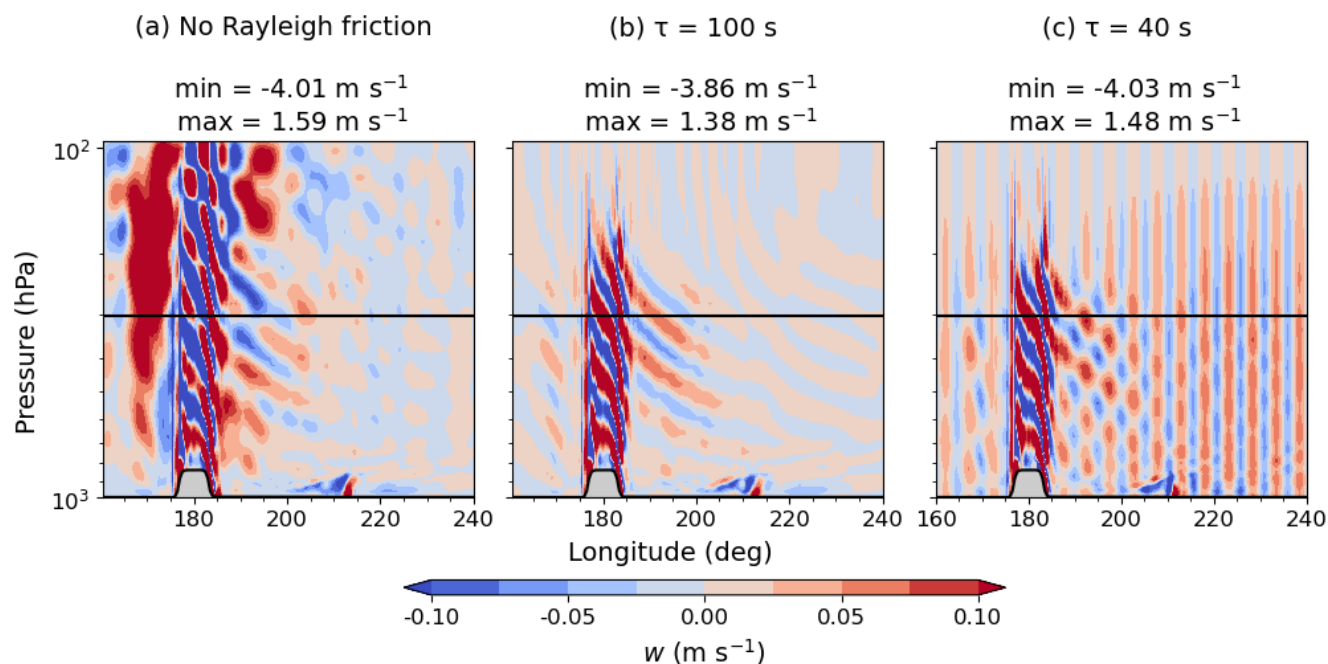 (a) No Rayleigh friction
(b) τ = 100 s
(c) τ = 40 s
min = -4.01 m s⁻¹
max = 1.59 m s⁻¹
min = -3.86 m s⁻¹
max = 1.38 m s⁻¹
min = -4.03 m s⁻¹
max = 1.48 m s⁻¹
Pressure (hPa)
10²
10³
180
200
220
240
180
200
220
240
160
180
200
220
240
Longitude (deg)
-0.10
-0.05
0.00
0.05
0.10
w (m s⁻¹)